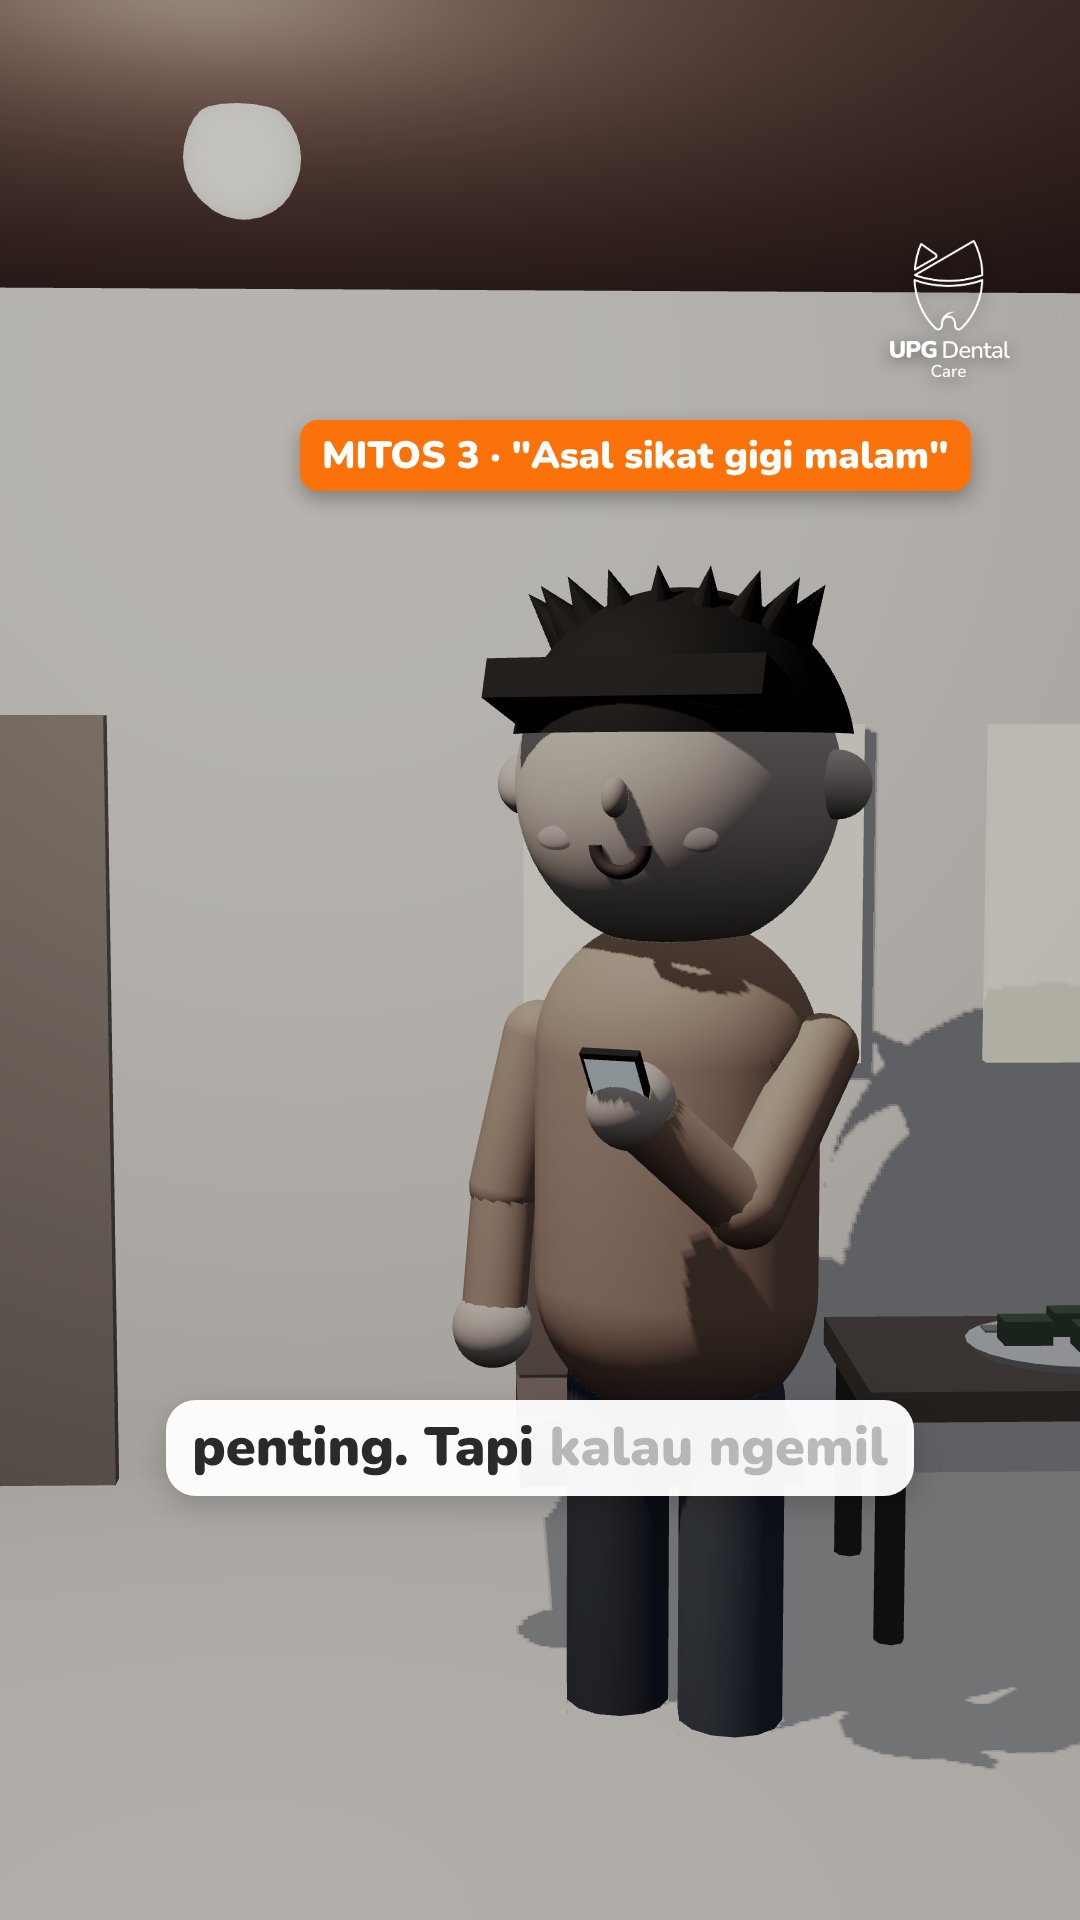 UPG Dental
Care
MITOS 3 · "Asal sikat gigi malam"
penting. Tapi kalau ngemil